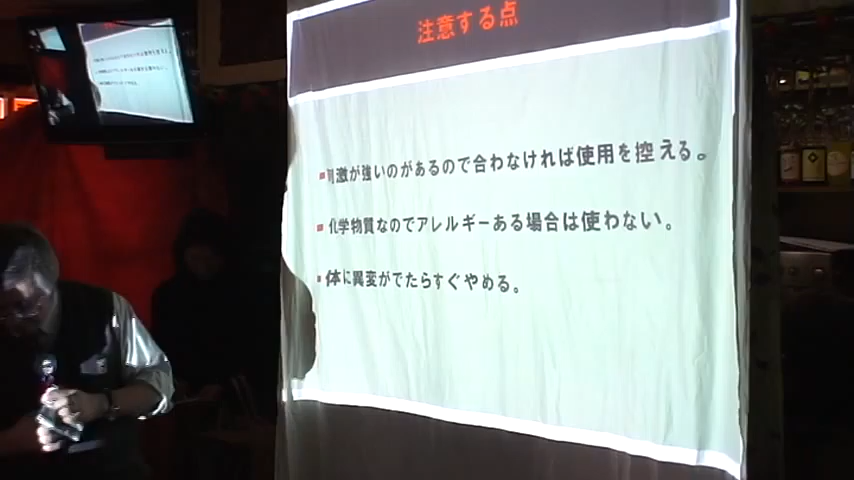 注意する点
刺激が強いのがあるので合わなければ使用を控える。
化学物質なのでアレルギーある場合は使わない。
体に異変がでたらすぐやめる。